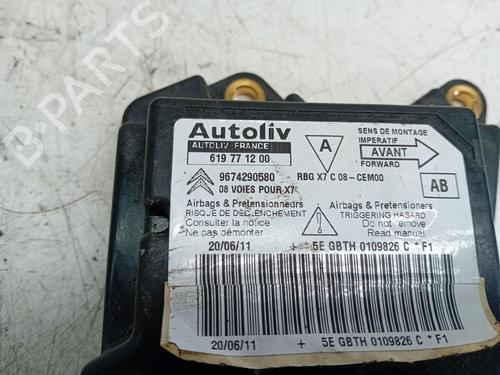 Autoliv
AUTOLIV FRANCE
619 77 12 00
A
SENS DE MONTAGE
IMPERATIF
AVANT
FORWARD
9674290580
RBG X7 C 08-CEM00
08 VOIES POUR X7
AB
Airbags & Pretensionneurs
RISQUE DE DECLENCHEMENT
Consulter la notice
Ne pas démonter
Airbags & Pretensioners
TRIGGERING HASARD
Do not remove
Read manual
20/06/11 + 5E GBTH 0109826 C * F1
20/06/11 + 5E GBTH 0109826 C * F1
B-PARTS